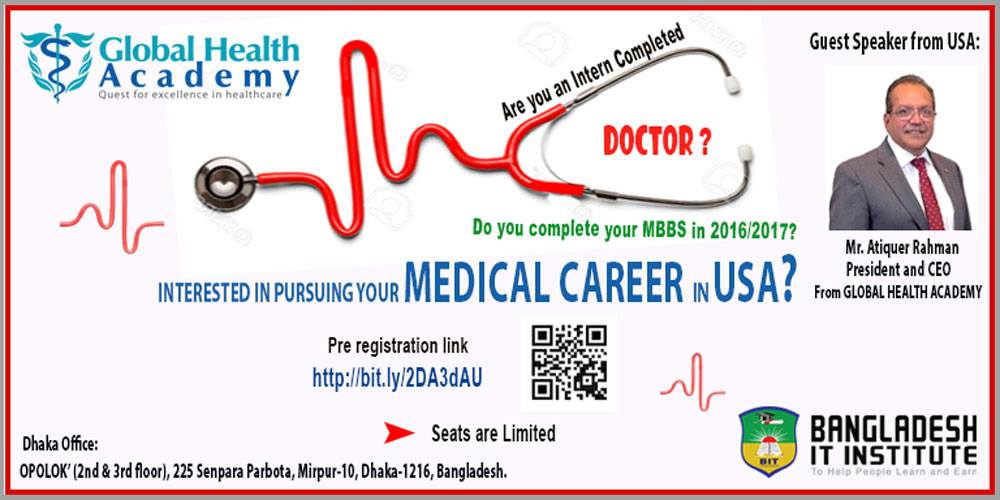 Global Health
Academy
Quest for excellence in healthcare
Are you an Intern Completed
DOCTOR ?
Do you complete your MBBS in 2016/2017?
INTERESTED IN PURSUING YOUR MEDICAL CAREER IN USA?
Guest Speaker from USA:
Mr. Atiquer Rahman
President and CEO
From GLOBAL HEALTH ACADEMY
Pre registration link
http://bit.ly/2DA3dAU
Seats are Limited
Dhaka Office:
OPOLOK' (2nd & 3rd floor), 225 Senpara Parbota, Mirpur-10, Dhaka-1216, Bangladesh.
BIT
BANGLADESH
IT INSTITUTE
To Help People Learn and Earn